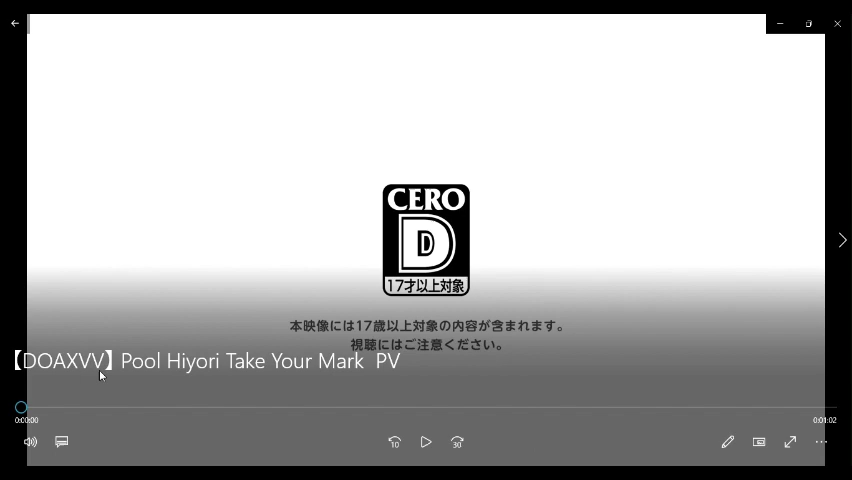 CERO
D
17才以上対象
本映像には17歳以上対象の内容が含まれます。
視聴にはご注意ください。
【DOAXVV】 Pool Hiyori Take Your Mark  PV
0:00:00
0:01:02
10
30